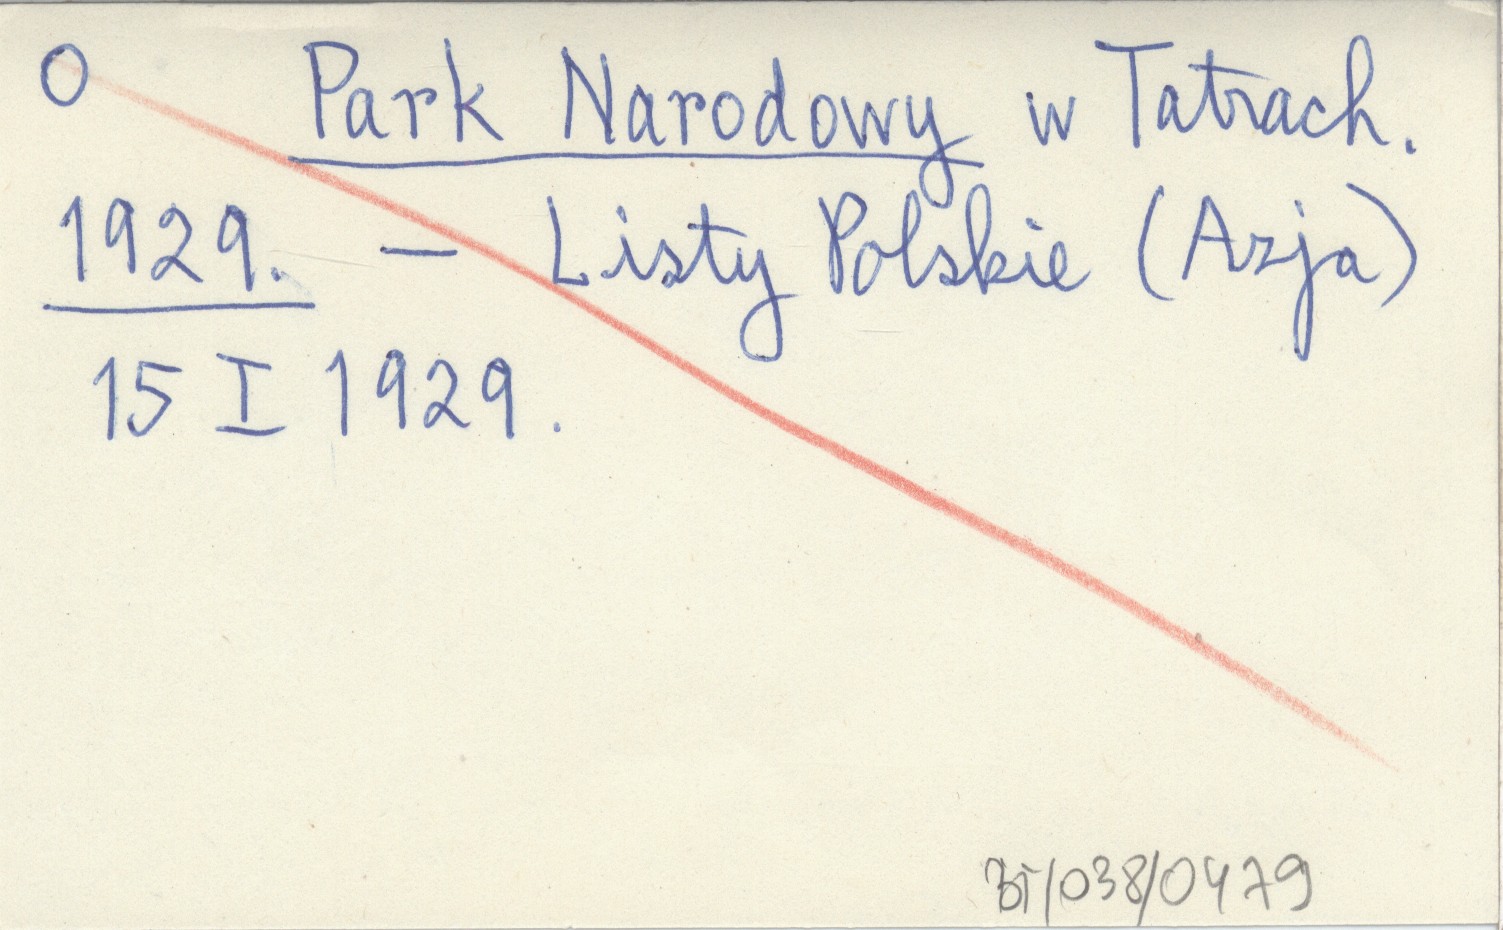 O Park Narodowy w Tatrach.
1929. — Listy Polskie (Azja)
15 I 1929.
BT/038/0479